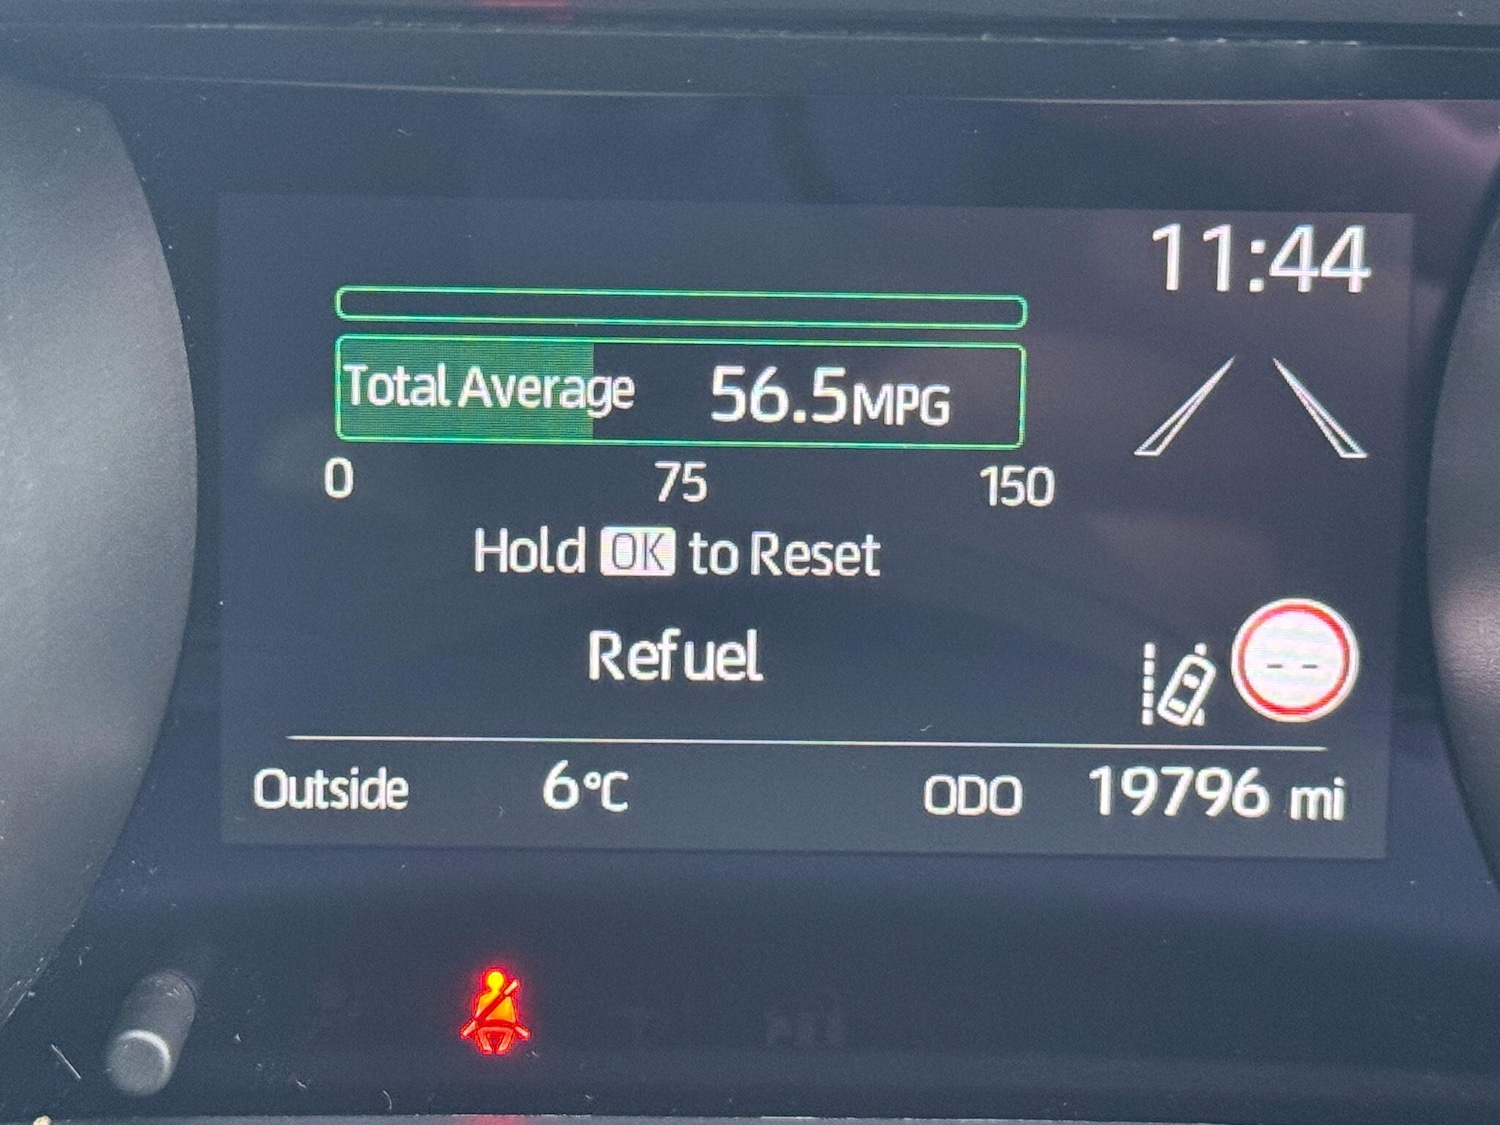 11:44
Total Average 56.5MPG
0 75 150
Hold OK to Reset
Refuel
--
Outside 6°C ODO 19796 mi